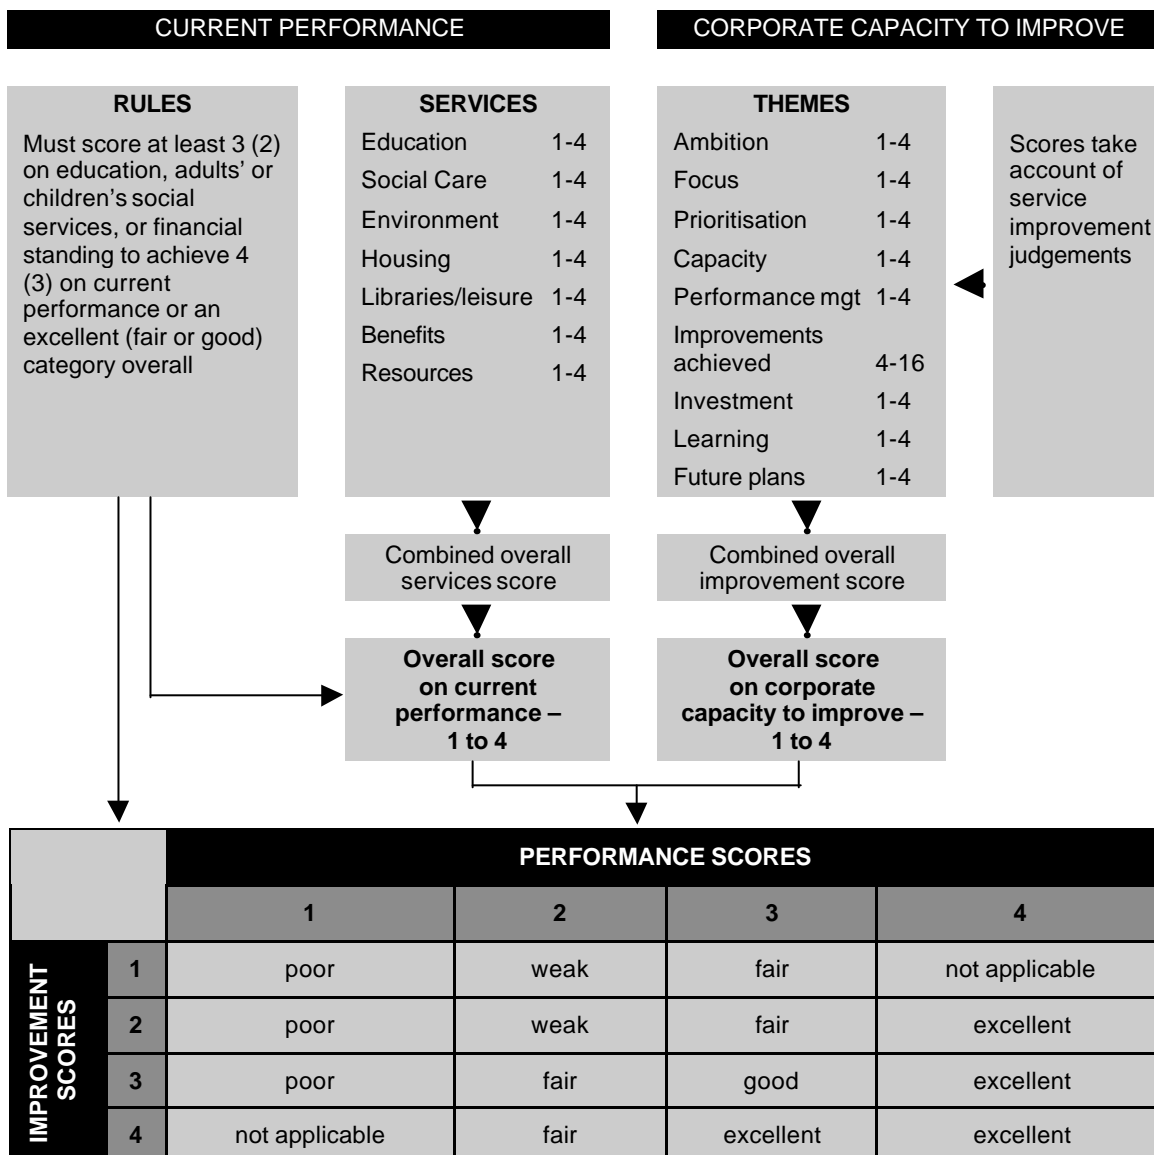 CURRENT PERFORMANCE
CORPORATE CAPACITY TO IMPROVE
RULES
Must score at least 3 (2)
on education, adults’ or
children’s social
services, or financial
standing to achieve 4
(3) on current
performance or an
excellent (fair or good)
category overall
SERVICES
Education 1-4
Social Care 1-4
Environment 1-4
Housing 1-4
Libraries/leisure 1-4
Benefits 1-4
Resources 1-4
THEMES
Ambition 1-4
Focus 1-4
Prioritisation 1-4
Capacity 1-4
Performance mgt 1-4
Improvements
achieved 4-16
Investment 1-4
Learning 1-4
Future plans 1-4
Scores take
account of
service
improvement
judgements
Combined overall
services score
Combined overall
improvement score
Overall score
on current
performance –
1 to 4
Overall score
on corporate
capacity to improve –
1 to 4
PERFORMANCE SCORES
1 2 3 4
IMPROVEMENT
SCORES
1 poor weak fair not applicable
2 poor weak fair excellent
3 poor fair good excellent
4 not applicable fair excellent excellent